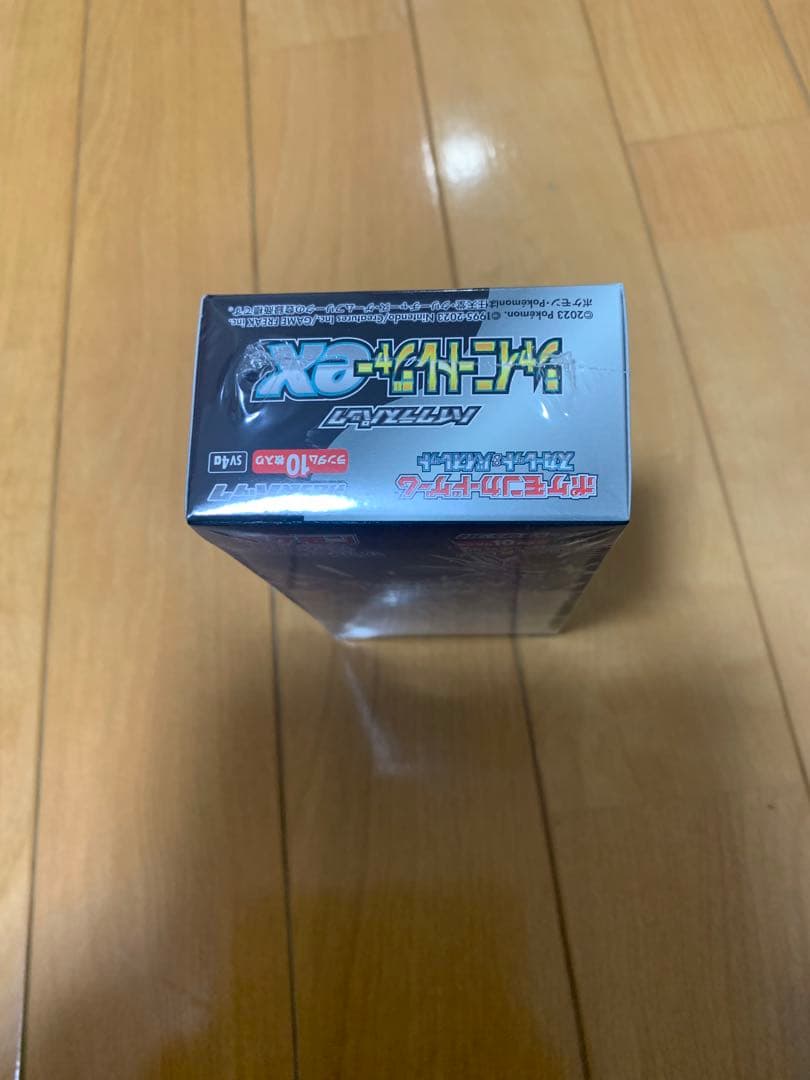 ポケモンカードゲーム
スカーレット&バイオレット
ランダム10枚入り
SV4a
ハイクラスパック
シャイニートレジャーex
©2023 Pokémon. ©1995-2023 Nintendo/Creatures Inc./GAME FREAK inc.
ポケモン・Pokémonは任天堂・クリーチャーズ・ゲームフリークの登録商標です。